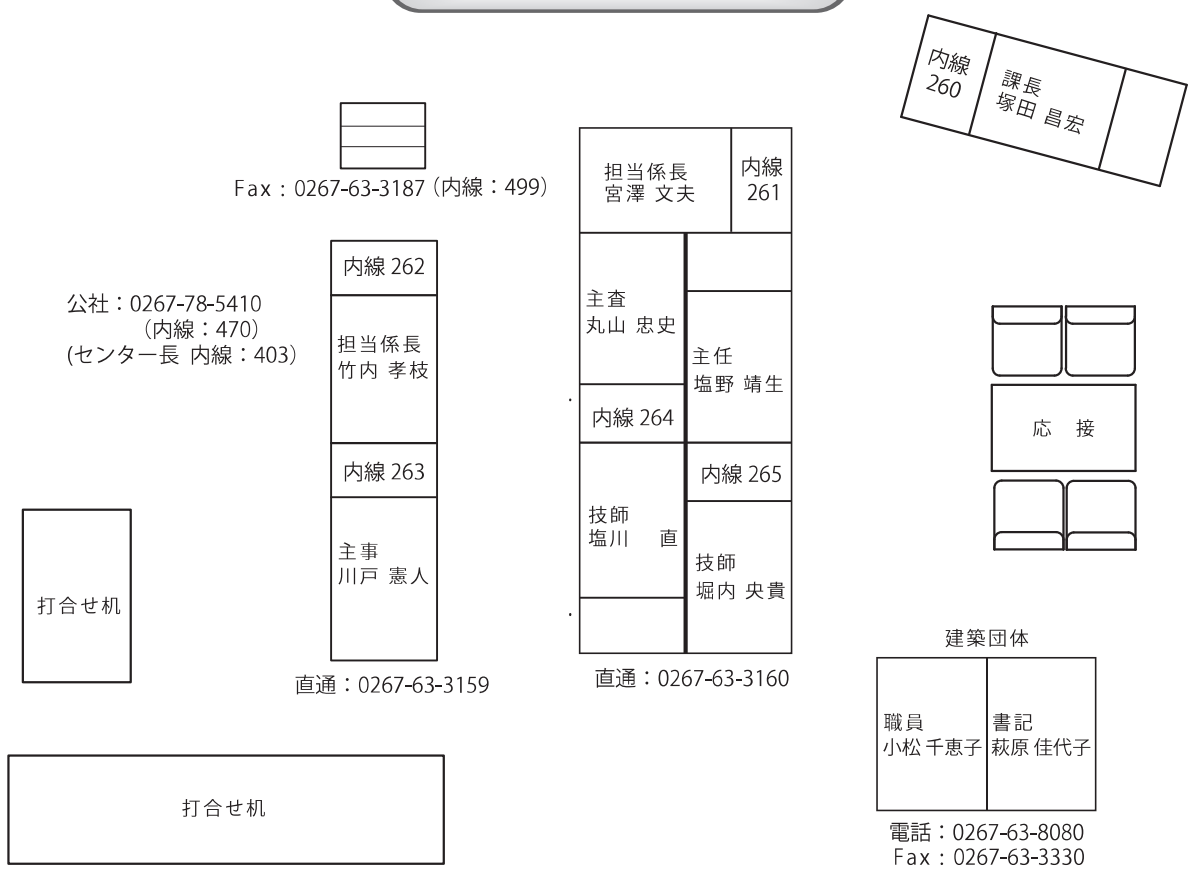 内線
260
課長
塚田 昌宏
Fax：0267-63-3187（内線：499）
担当係長
宮澤 文夫
内線
261
公社：0267-78-5410
（内線：470）
(センター長 内線：403）
内線 262
担当係長
竹内 孝枝
内線 263
主事
川戸 憲人
直通：0267-63-3159
主査
丸山 忠史
内線 264
技師
塩川　直
主任
塩野 靖生
内線 265
技師
堀内 央貴
直通：0267-63-3160
応　接
打合せ机
打合せ机
建築団体
職員
小松 千恵子
書記
萩原 佳代子
電話：0267-63-8080
Fax：0267-63-3330